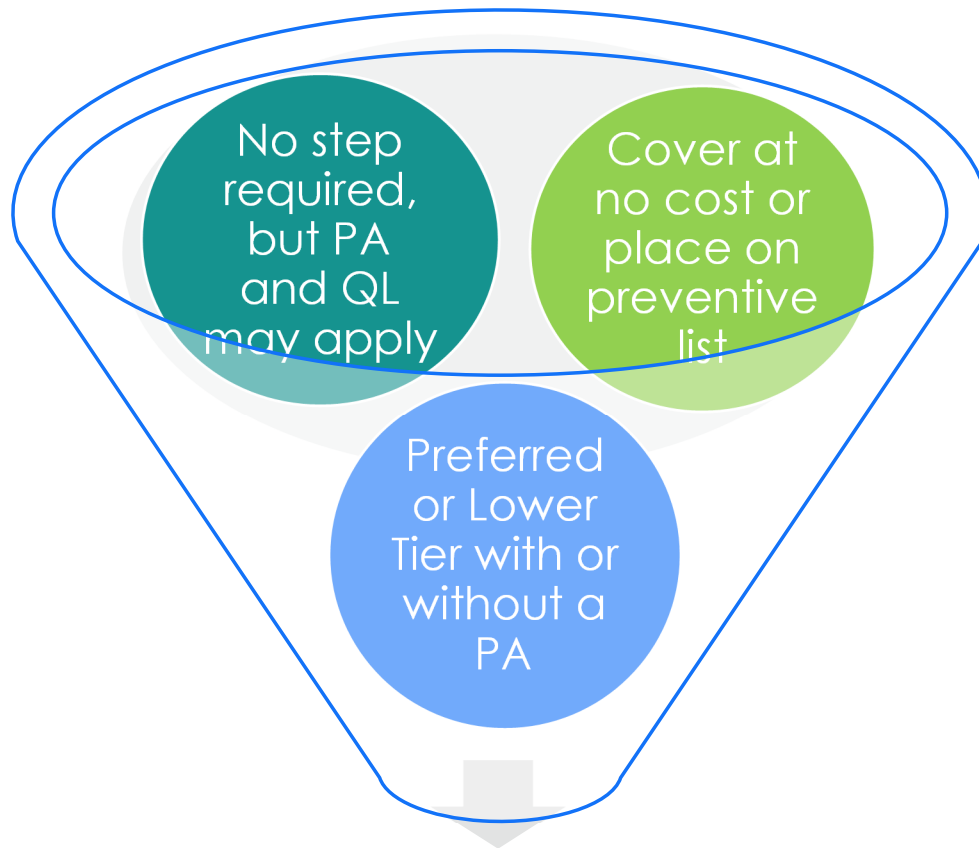 No step
required,
but PA
and QL
may apply
Cover at
no cost or
place on
preventive
list
Preferred
or Lower
Tier with or
without a
PA